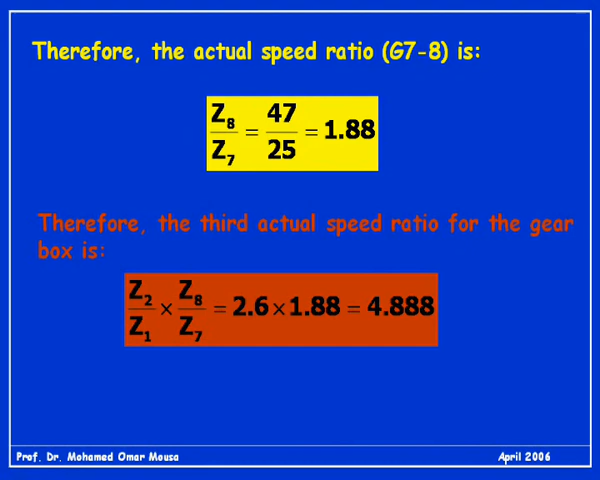 Therefore, the actual speed ratio (G7-8) is:
Z8/Z7 = 47/25 = 1.88
Therefore, the third actual speed ratio for the gear
box is:
Z2/Z1 × Z8/Z7 = 2.6 × 1.88 = 4.888
Prof. Dr. Mohamed Omar Mousa April 2006